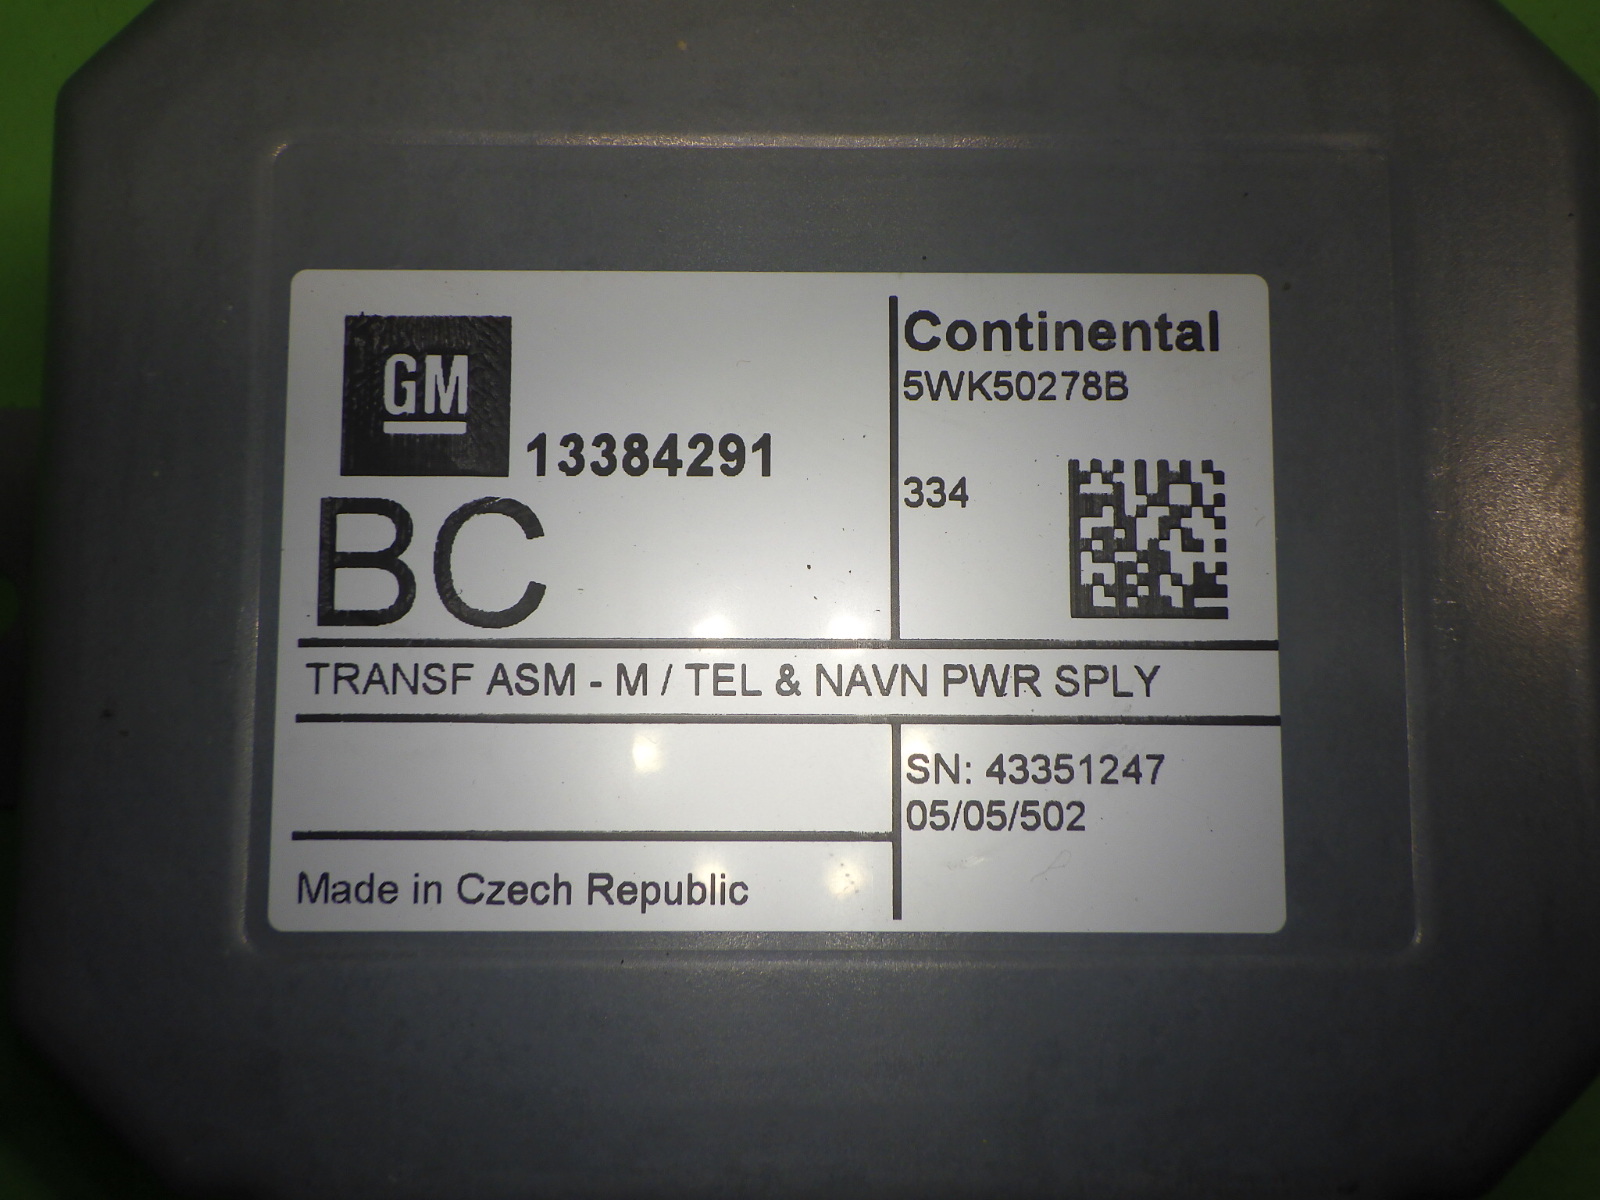 GM
13384291
BC
Continental
5WK50278B
334
TRANSF ASM - M / TEL & NAVN PWR SPLY
SN: 43351247
05/05/502
Made in Czech Republic